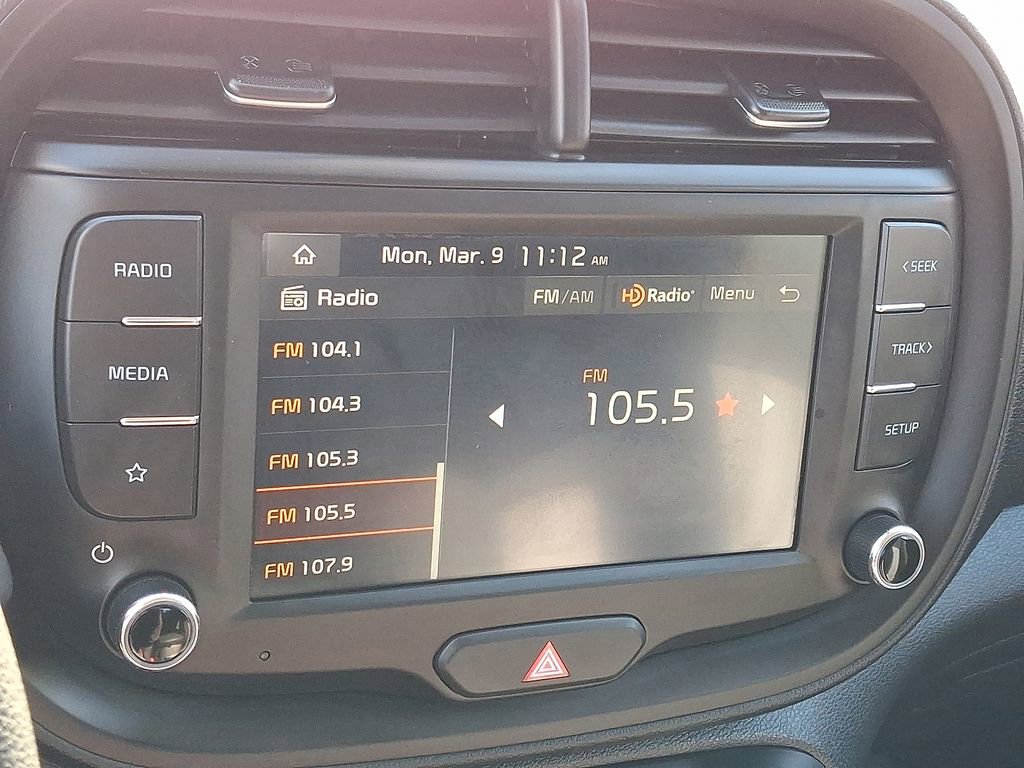 Mon, Mar. 9 11:12 AM
Radio FM/AM HD Radio® Menu
FM 104.1
FM 104.3
FM 105.3
FM 105.5
FM 107.9
FM
105.5
RADIO
MEDIA
<SEEK
TRACK>
SETUP